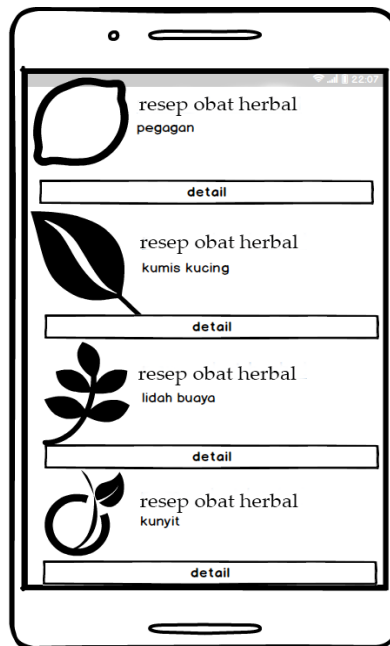 22:07
resep obat herbal
pegagan
detail
resep obat herbal
kumis kucing
detail
resep obat herbal
lidah buaya
detail
resep obat herbal
kunyit
detail